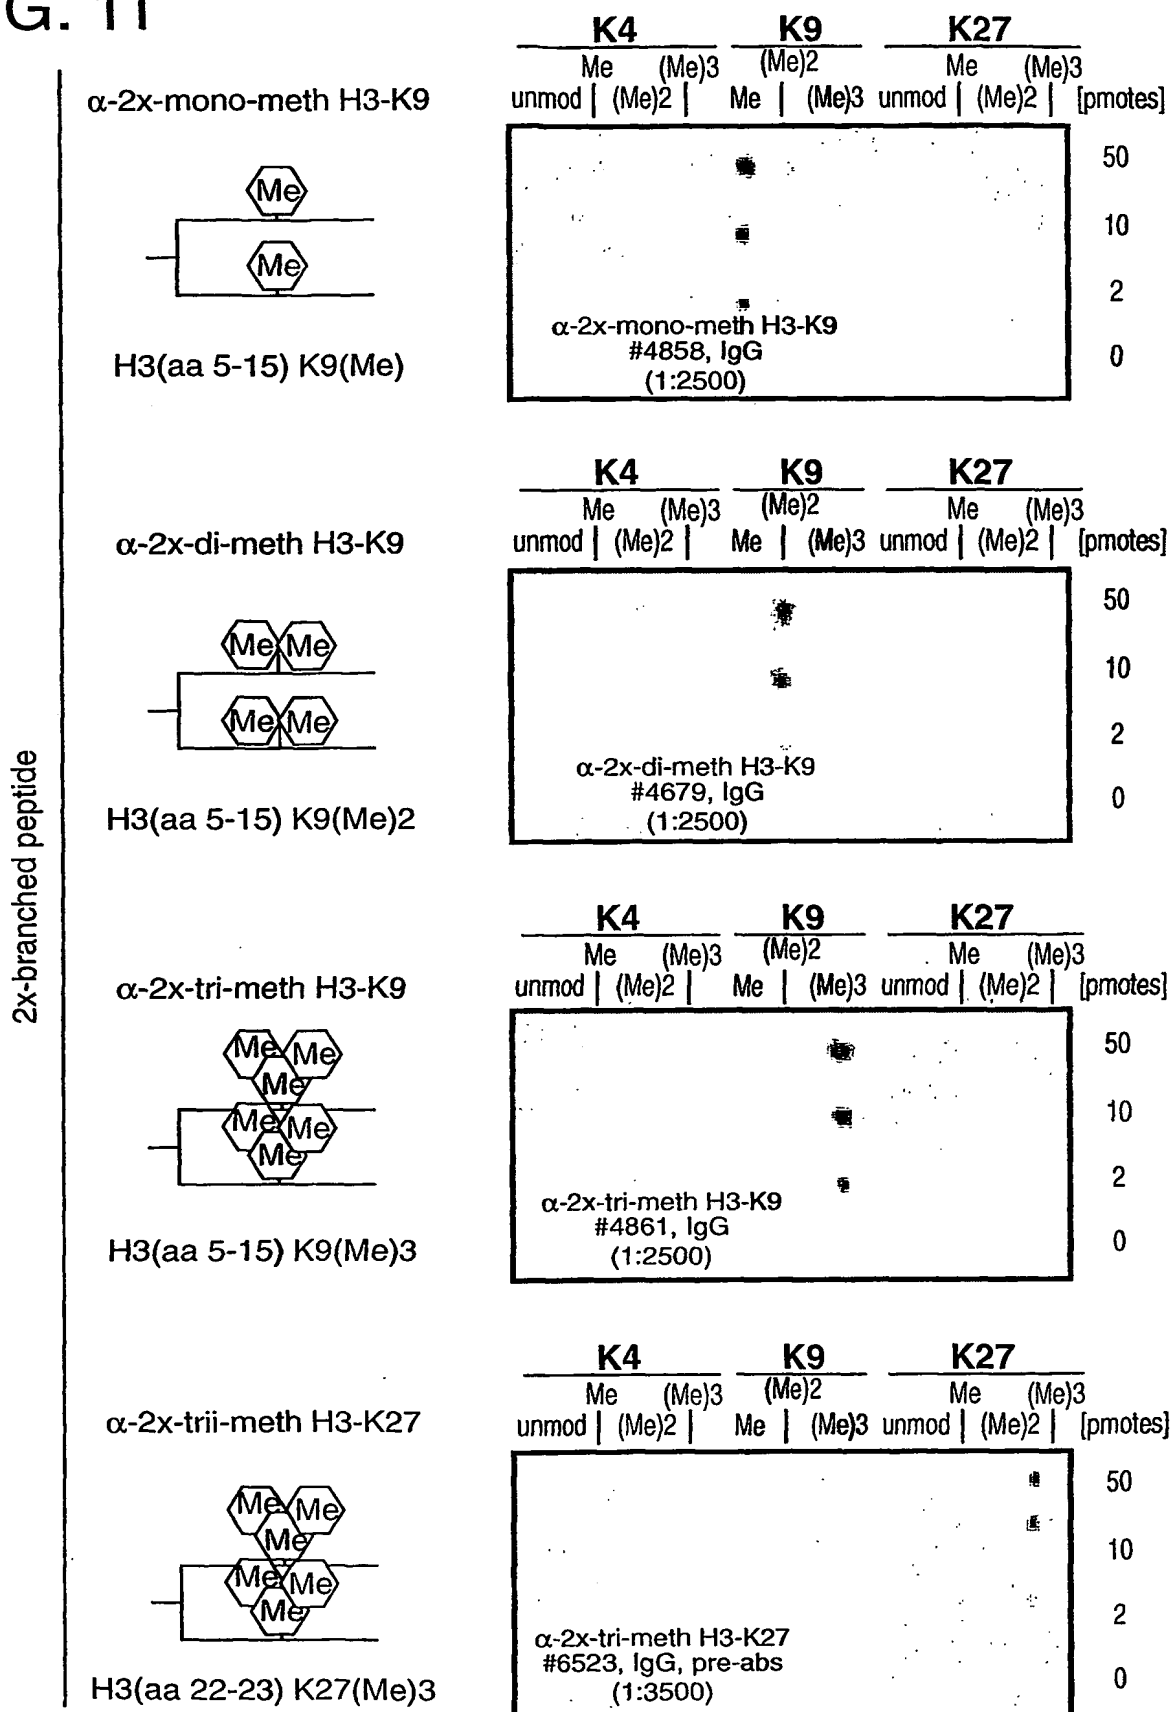 G. 11
2x-branched peptide
α-2x-mono-meth H3-K9
Me
Me
H3(aa 5-15) K9(Me)
K4 K9 K27
Me (Me)3 (Me)2 Me (Me)3
unmod | (Me)2 | Me | (Me)3 unmod | (Me)2 | [pmotes]
50
10
2
0
α-2x-mono-meth H3-K9
#4858, IgG
(1:2500)
α-2x-di-meth H3-K9
Me Me
Me Me
H3(aa 5-15) K9(Me)2
K4 K9 K27
Me (Me)3 (Me)2 Me (Me)3
unmod | (Me)2 | Me | (Me)3 unmod | (Me)2 | [pmotes]
50
10
2
0
α-2x-di-meth H3-K9
#4679, IgG
(1:2500)
α-2x-tri-meth H3-K9
Me Me
Me
Me Me
Me
H3(aa 5-15) K9(Me)3
K4 K9 K27
Me (Me)3 (Me)2 Me (Me)3
unmod | (Me)2 | Me | (Me)3 unmod | (Me)2 | [pmotes]
50
10
2
0
α-2x-tri-meth H3-K9
#4861, IgG
(1:2500)
α-2x-trii-meth H3-K27
Me Me
Me
Me Me
Me
H3(aa 22-23) K27(Me)3
K4 K9 K27
Me (Me)3 (Me)2 Me (Me)3
unmod | (Me)2 | Me | (Me)3 unmod | (Me)2 | [pmotes]
50
10
2
0
α-2x-tri-meth H3-K27
#6523, IgG, pre-abs
(1:3500)